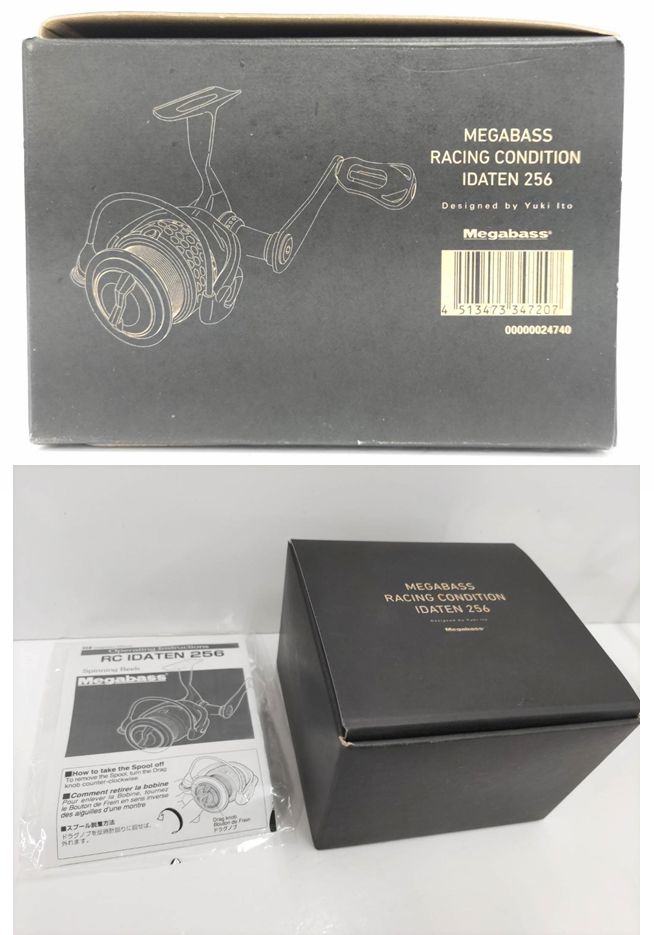 MEGABASS
RACING CONDITION
IDATEN 256
Designed by Yuki Ito
Megabass®
4 513473 347207
00000024740
MEGABASS
RACING CONDITION
IDATEN 256
Designed by Yuki Ito
Megabass
Operating Instructions
RC IDATEN 256
Spinning Reels
Megabass®
■How to take the Spool off
To remove the Spool, turn the Drag
knob counter-clockwise.
■Comment retirer la bobine
Pour enlever la Bobine, tournez
le Bouton de Frein en sens inverse
des aiguilles d'une montre
■スプール脱着方法
ドラグノブを反時計回りに回せば、
外れます。
Drag knob
Bouton de Frein
ドラグノブ